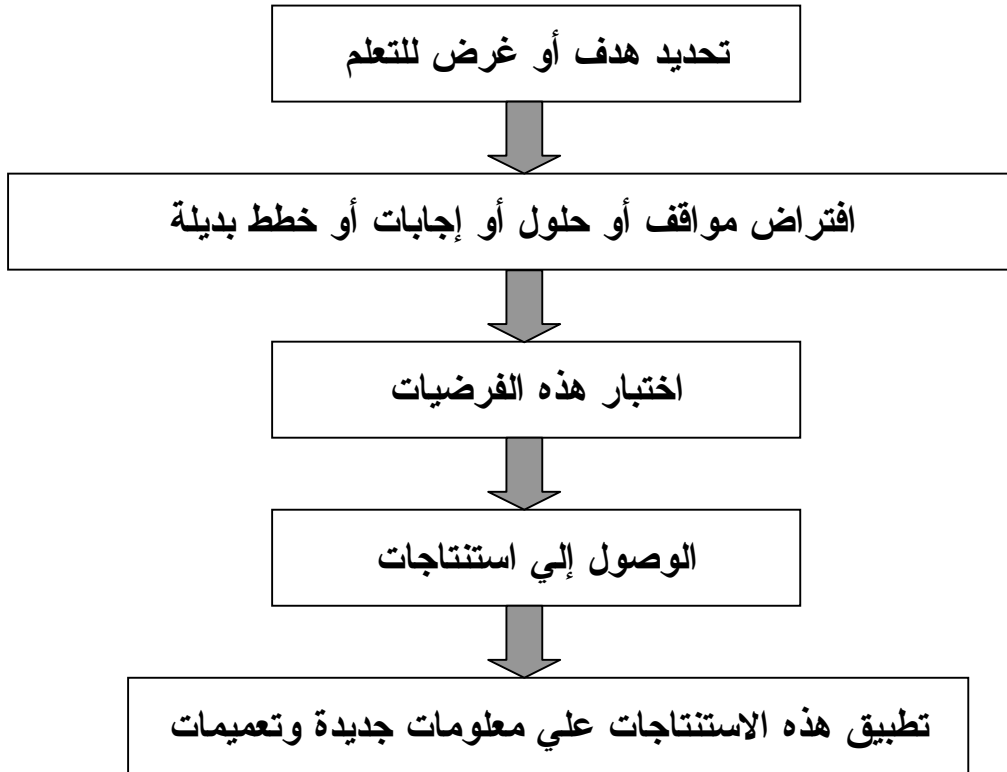 تحديد هدف أو غرض للتعلم
افتراض مواقف أو حلول أو إجابات أو خطط بديلة
اختبار هذه الفرضيات
الوصول إلي استنتاجات
تطبيق هذه الاستنتاجات علي معلومات جديدة وتعميمات